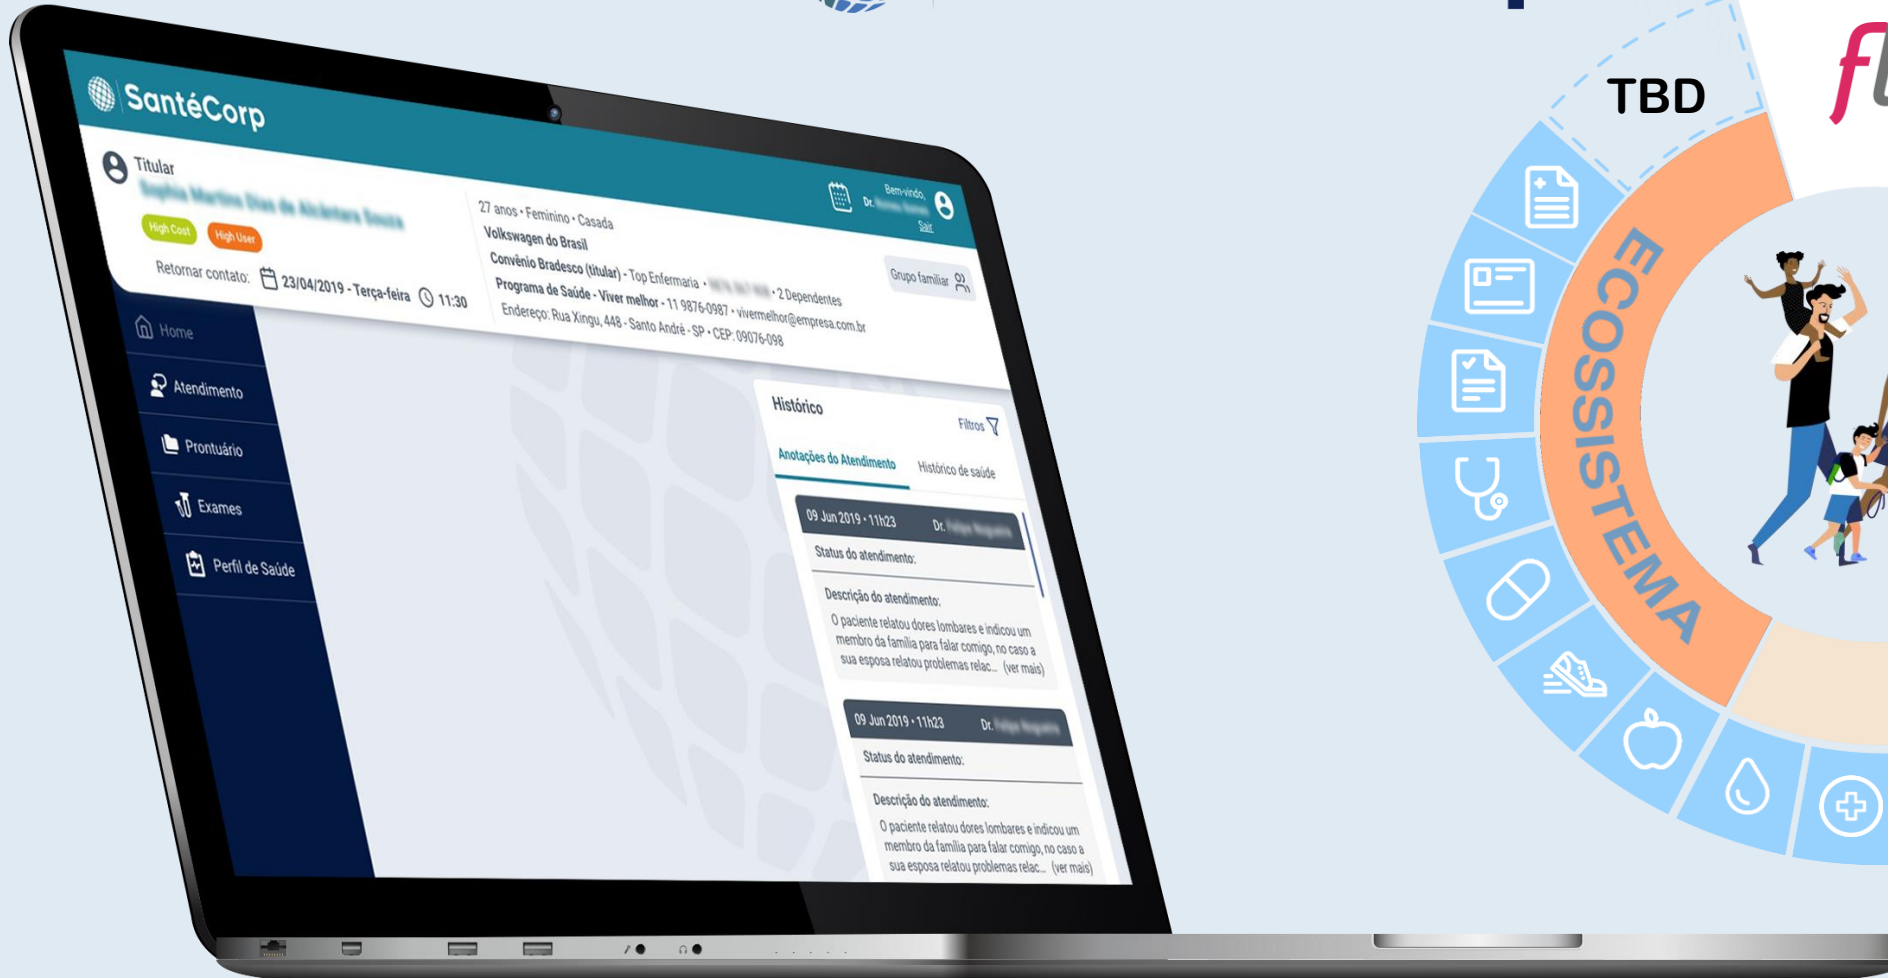 SantéCorp
Bem-vindo,
Dr.
Sair
Titular
High Cost
High User
Retornar contato: 23/04/2019 - Terça-feira 11:30
27 anos • Feminino • Casada
Volkswagen do Brasil
Convênio Bradesco (titular) - Top Enfermaria • • 2 Dependentes
Programa de Saúde - Viver melhor - 11 9876-0987 • vivermelhor@empresa.com.br
Endereço: Rua Xingu, 448 - Santo André - SP • CEP: 09076-098
Grupo familiar
Home
Atendimento
Prontuário
Exames
Perfil de Saúde
Histórico
Filtros
Anotações do Atendimento
Histórico de saúde
09 Jun 2019 • 11h23 Dr.
Status do atendimento:
Descrição do atendimento:
O paciente relatou dores lombares e indicou um
membro da família para falar comigo, no caso a
sua esposa relatou problemas relac... (ver mais)
09 Jun 2019 • 11h23 Dr.
Status do atendimento:
Descrição do atendimento:
O paciente relatou dores lombares e indicou um
membro da família para falar comigo, no caso a
sua esposa relatou problemas relac... (ver mais)
TBD
ECOSSISTEMA